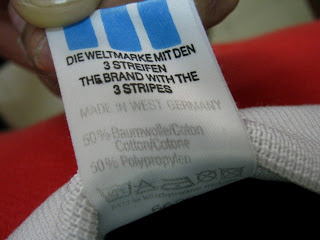 DIE WELTMARKE MIT DEN
3 STREIFEN
THE BRAND WITH THE
3 STRIPES
MADE IN WEST GERMANY
50% Baumwolle/Coton
Cotton/Cotone
50% Polypropylen